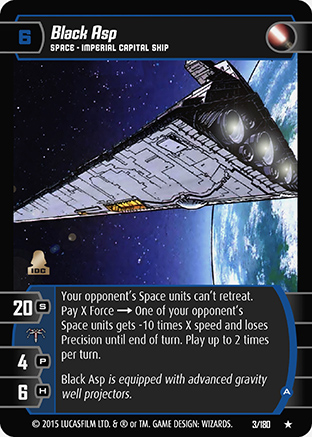 6
Black Asp
SPACE - IMPERIAL CAPITAL SHIP
IDC
20 S
4 P
6 H
Your opponent's Space units can't retreat.
Pay X Force → One of your opponent's
Space units gets -10 times X speed and loses
Precision until end of turn. Play up to 2 times
per turn.
Black Asp is equipped with advanced gravity
well projectors.
A
© 2015 LUCASFILM LTD. & ® or TM. GAME DESIGN: WIZARDS. 3/180 ★